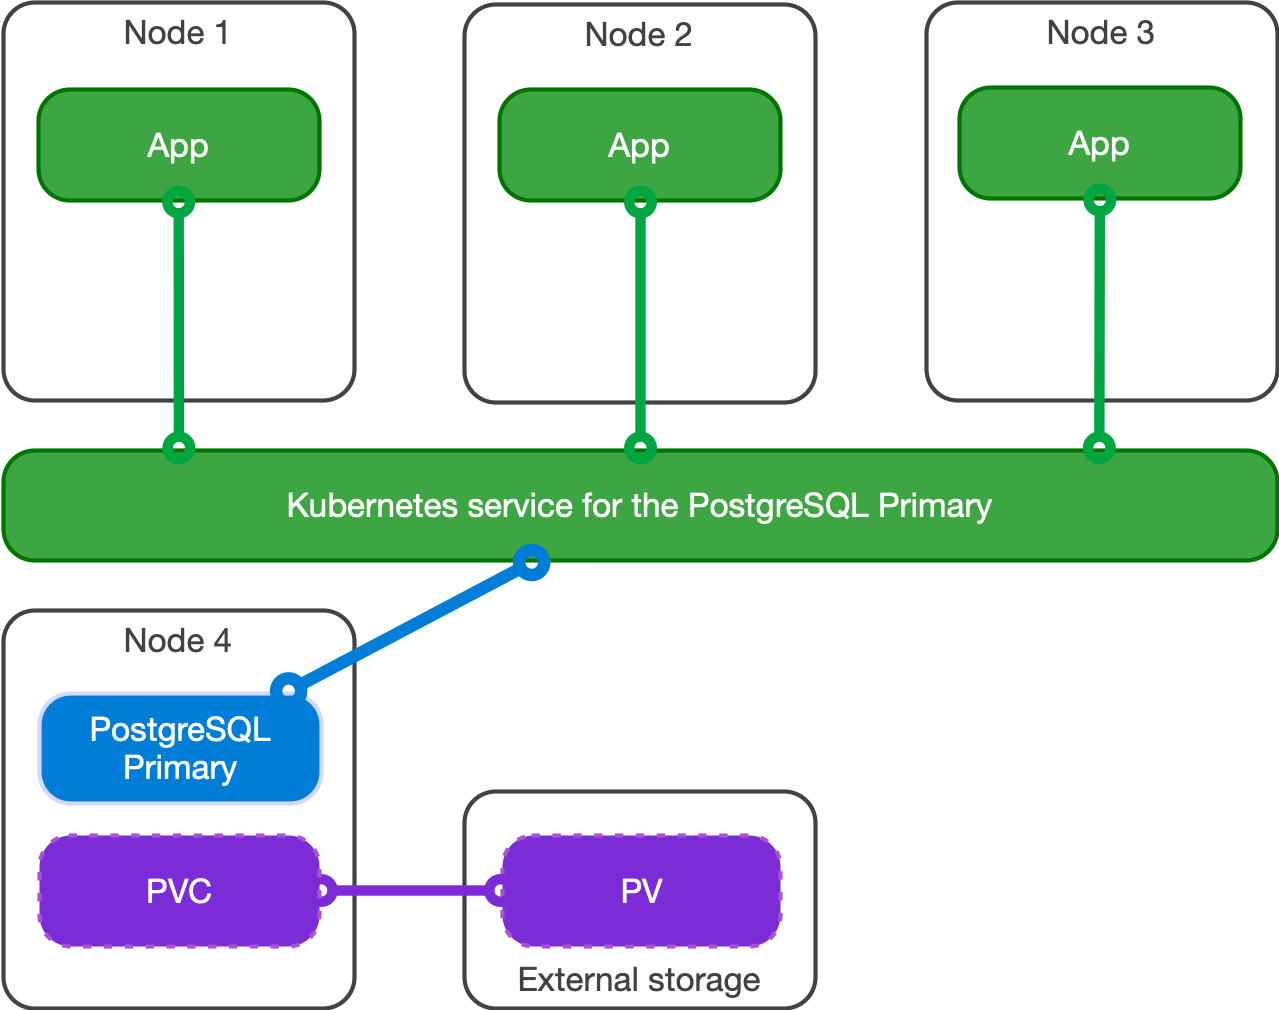 Node 1
Node 2
Node 3
App
App
App
Kubernetes service for the PostgreSQL Primary
Node 4
PostgreSQL
Primary
PVC
PV
External storage